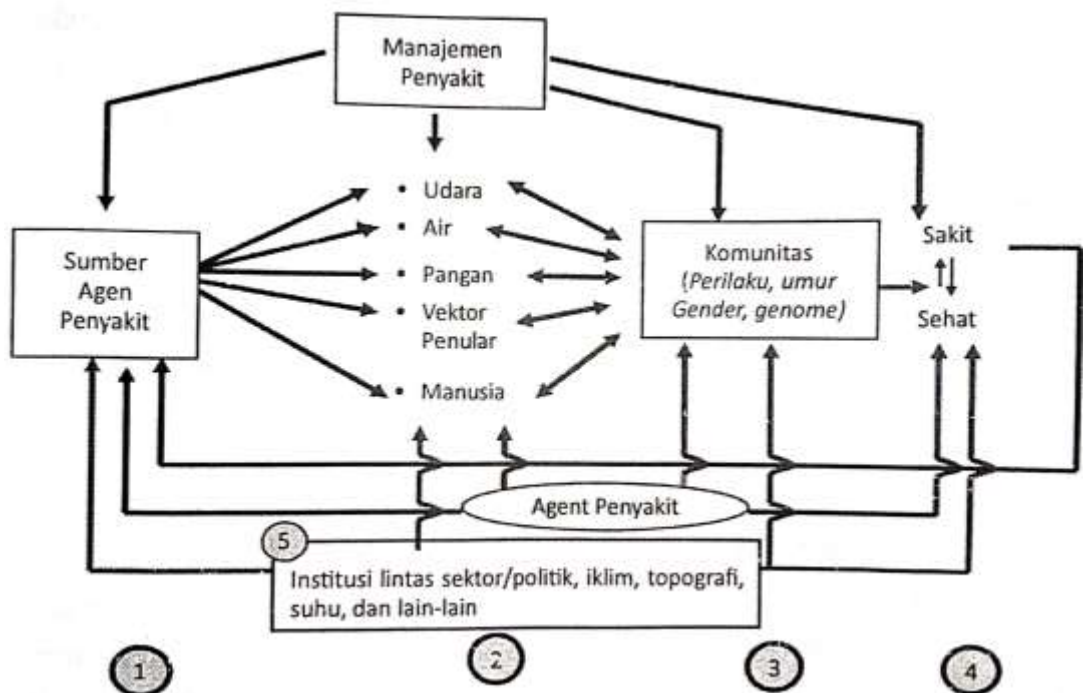 Manajemen
Penyakit
• Udara
• Air
• Pangan
• Vektor
Penular
• Manusia
Sumber
Agen
Penyakit
Komunitas
(Perilaku, umur
Gender, genome)
Sakit
Sehat
Agent Penyakit
5
Institusi lintas sektor/politik, iklim, topografi,
suhu, dan lain-lain
1
2
3
4